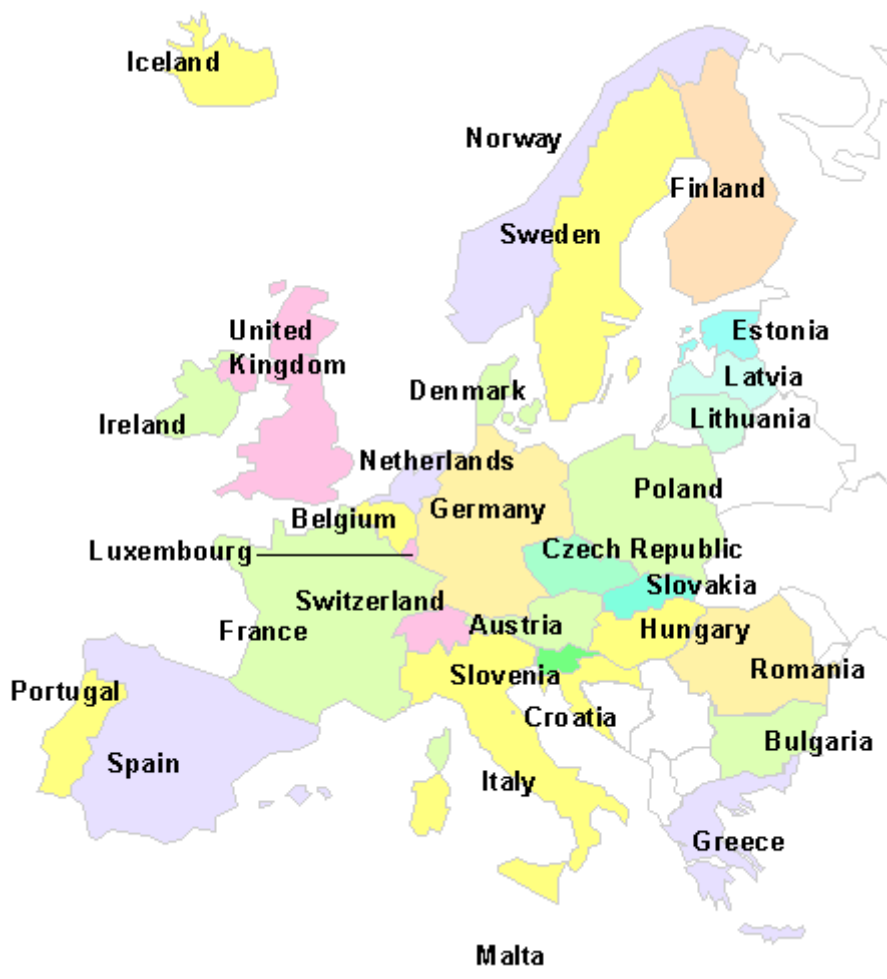 Iceland
Norway
Finland
Sweden
United
Kingdom
Estonia
Latvia
Denmark
Lithuania
Ireland
Netherlands
Poland
Germany
Belgium
Luxembourg
Czech Republic
Slovakia
Switzerland
Austria
France
Hungary
Slovenia
Romania
Portugal
Croatia
Bulgaria
Spain
Italy
Greece
Malta